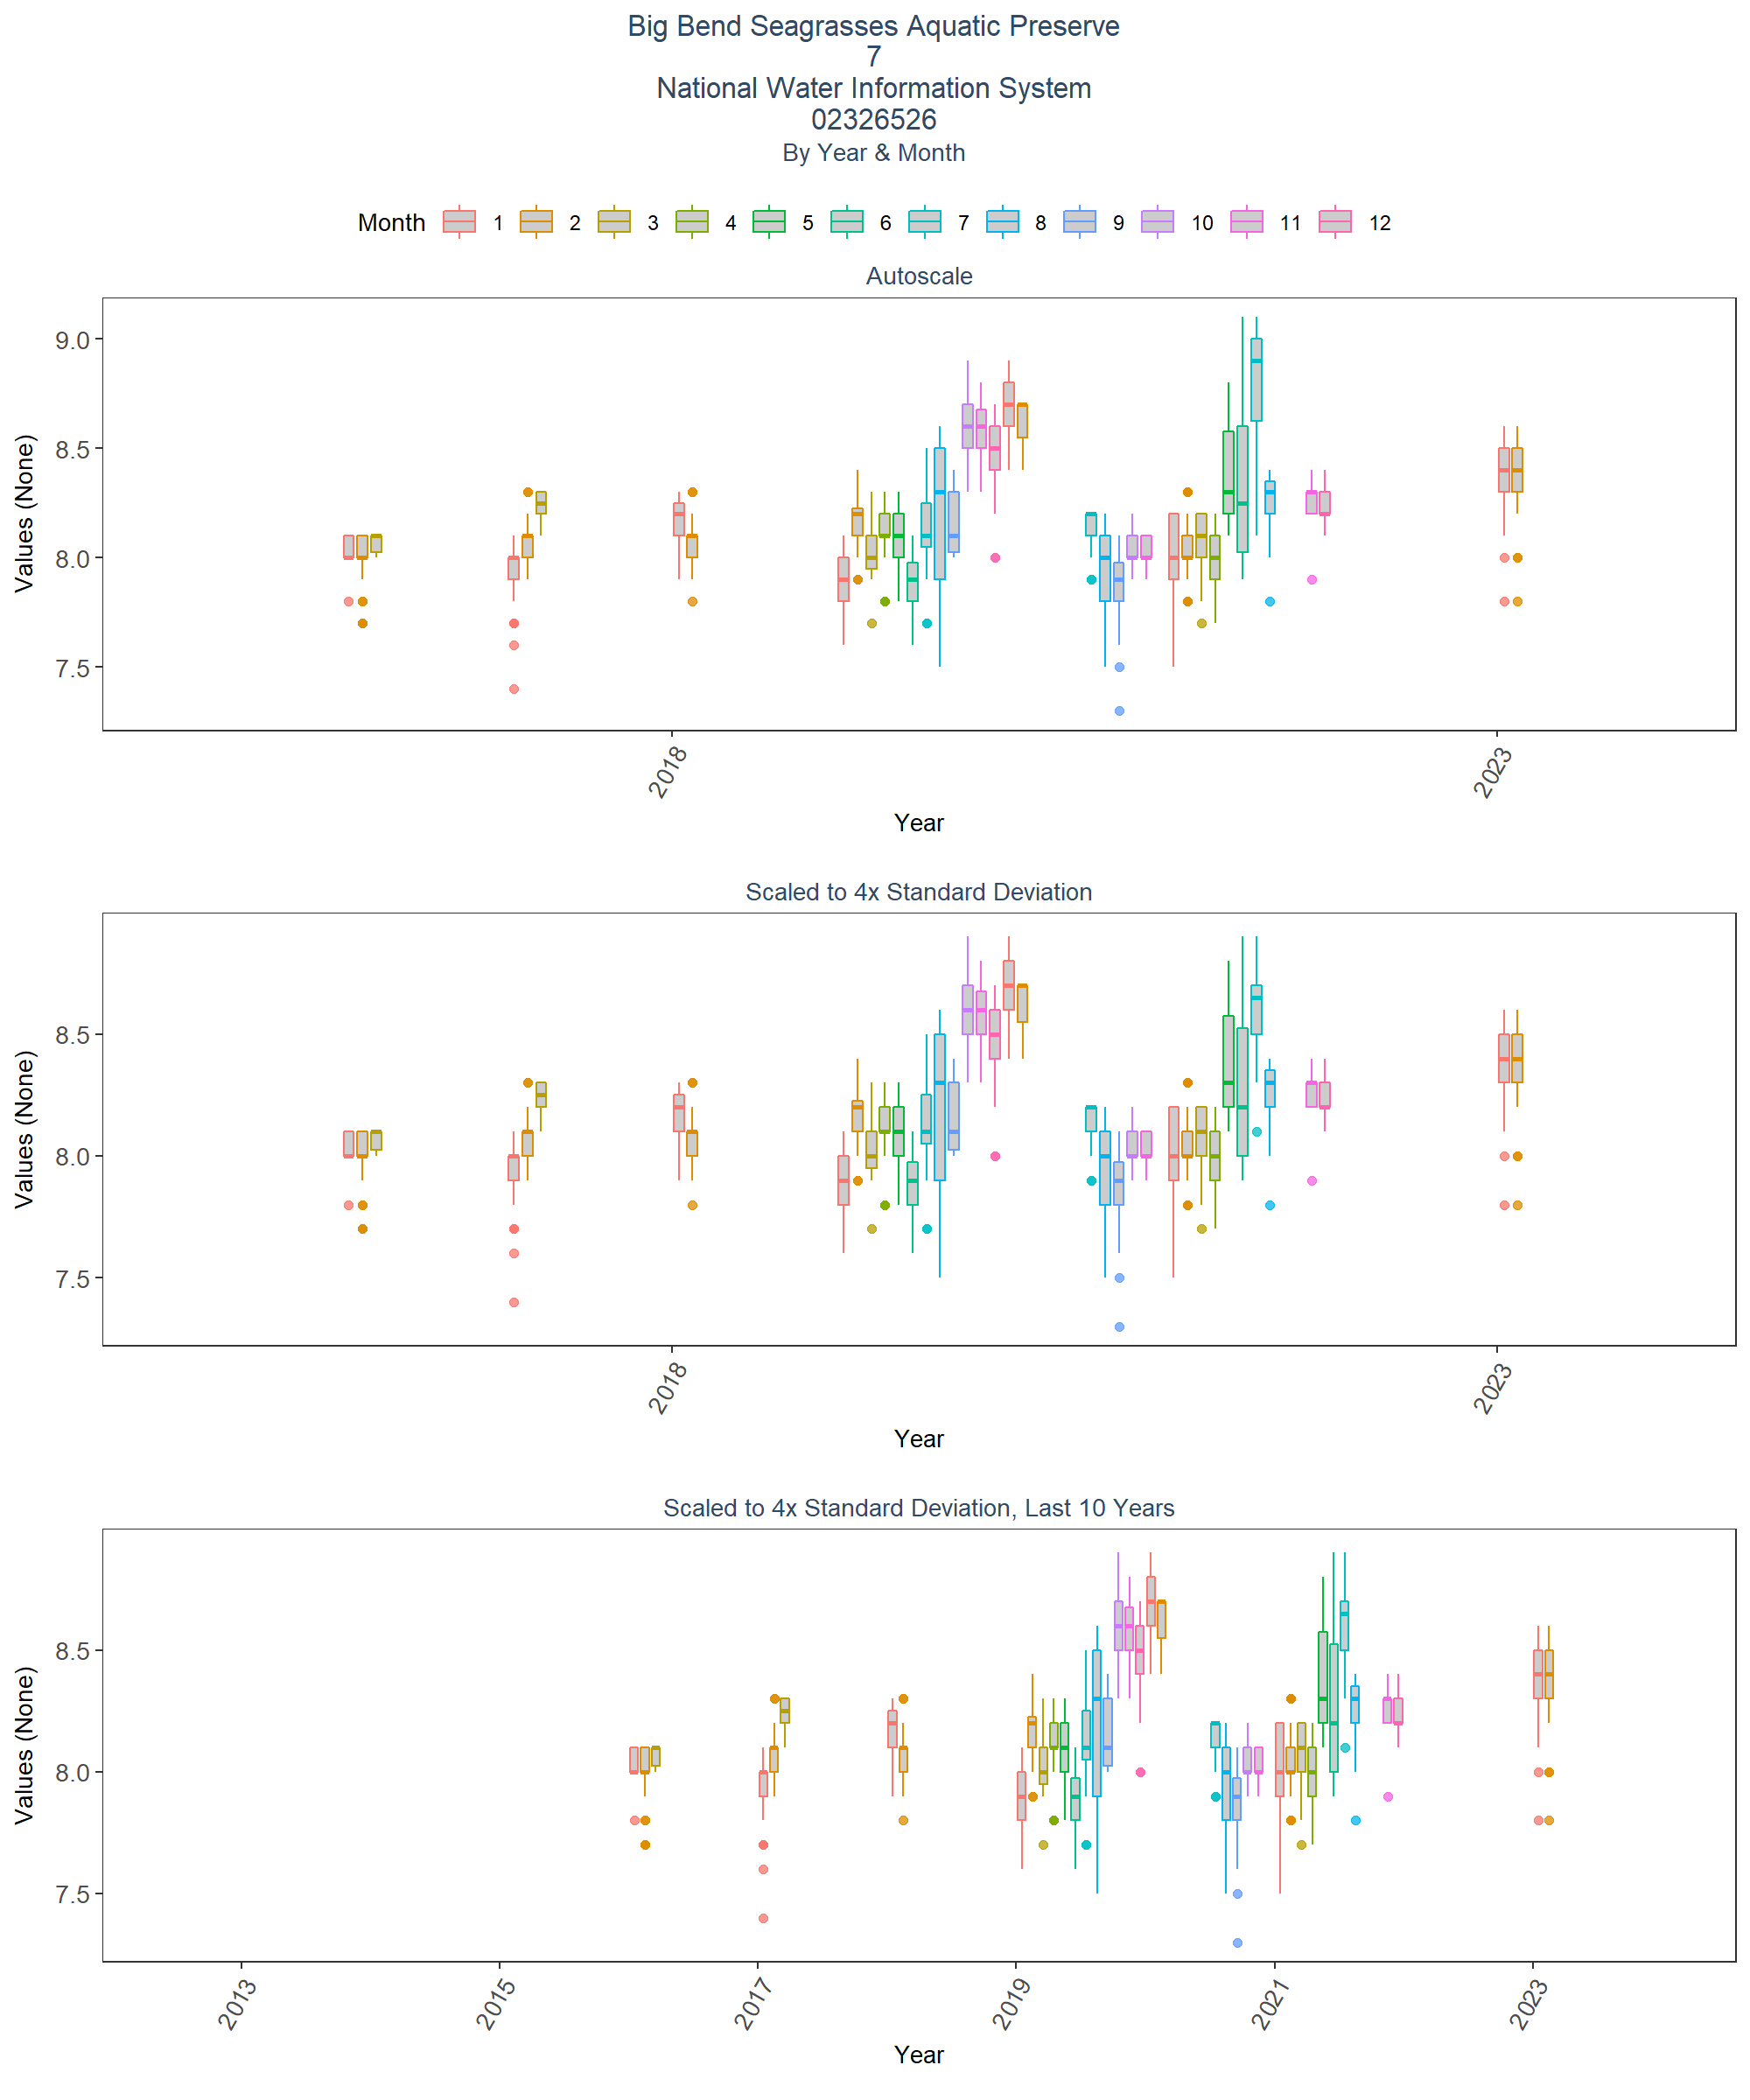 Big Bend Seagrasses Aquatic Preserve
7
National Water Information System
02326526
By Year & Month
Month 1 2 3 4 5 6 7 8 9 10 11 12
Autoscale
Values (None)
9.0
8.5
8.0
7.5
2018 2023
Year
Scaled to 4x Standard Deviation
Values (None)
8.5
8.0
7.5
2018 2023
Year
Scaled to 4x Standard Deviation, Last 10 Years
Values (None)
8.5
8.0
7.5
2013 2015 2017 2019 2021 2023
Year